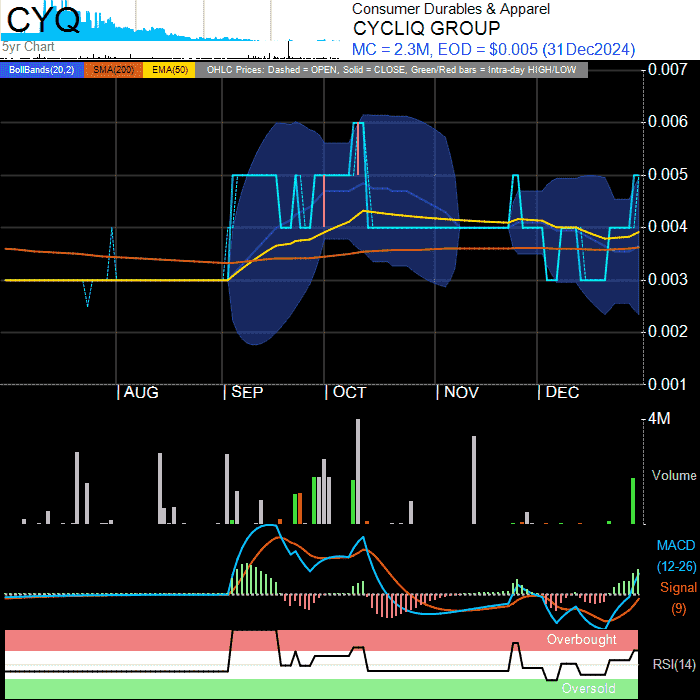 CYQ
5yr Chart
Consumer Durables & Apparel
CYCLIQ GROUP
MC = 2.3M, EOD = $0.005 (31Dec2024)
BollBands(20,2) SMA(200) EMA(50) OHLC Prices: Dashed = OPEN, Solid = CLOSE, Green/Red bars = Intra-day HIGH/LOW
0.007
0.006
0.005
0.004
0.003
0.002
0.001
AUG SEP OCT NOV DEC
4M
Volume
MACD
(12-26)
Signal
(9)
Overbought
RSI(14)
Oversold